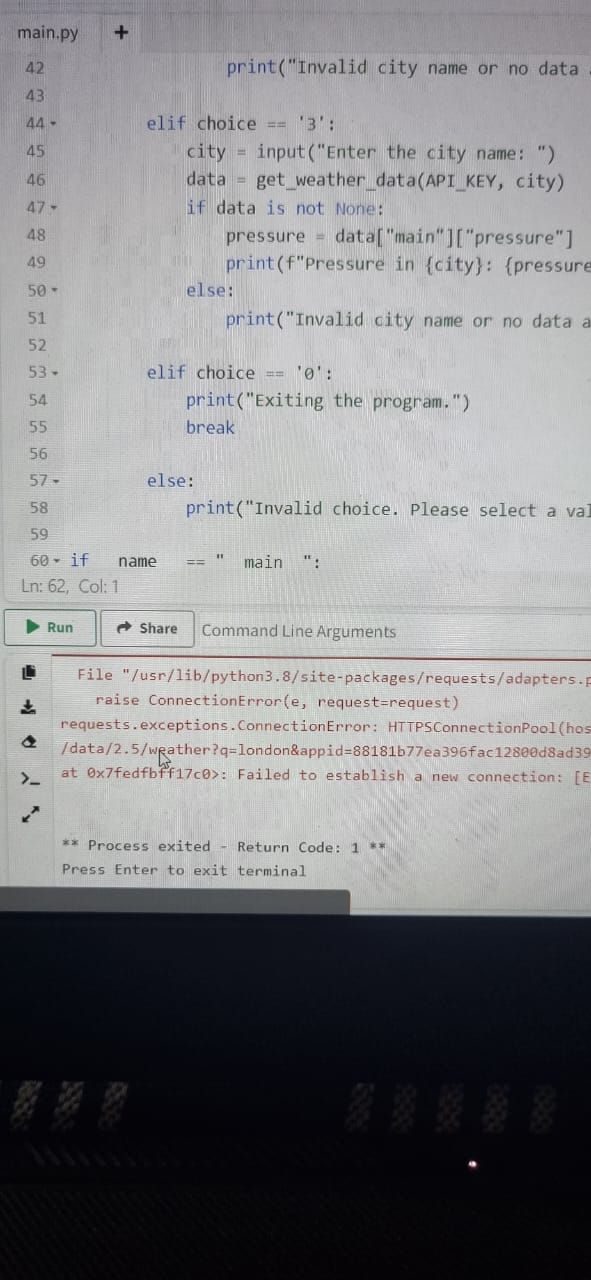 main.py +
42 print("Invalid city name or no data
43
44 elif choice == '3':
45 city = input("Enter the city name: ")
46 data = get_weather_data(API_KEY, city)
47 if data is not None:
48 pressure = data["main"]["pressure"]
49 print(f"Pressure in {city}: {pressure
50 else:
51 print("Invalid city name or no data a
52
53 elif choice == '0':
54 print("Exiting the program.")
55 break
56
57 else:
58 print("Invalid choice. Please select a val
59
60 if name == " main ":
Ln: 62, Col: 1
Run Share Command Line Arguments
File "/usr/lib/python3.8/site-packages/requests/adapters.p
raise ConnectionError(e, request=request)
requests.exceptions.ConnectionError: HTTPSConnectionPool(hos
/data/2.5/weather?q=london&appid=88181b77ea396fac12800d8ad39
at 0x7fedfbff17c0>: Failed to establish a new connection: [E
** Process exited - Return Code: 1 **
Press Enter to exit terminal